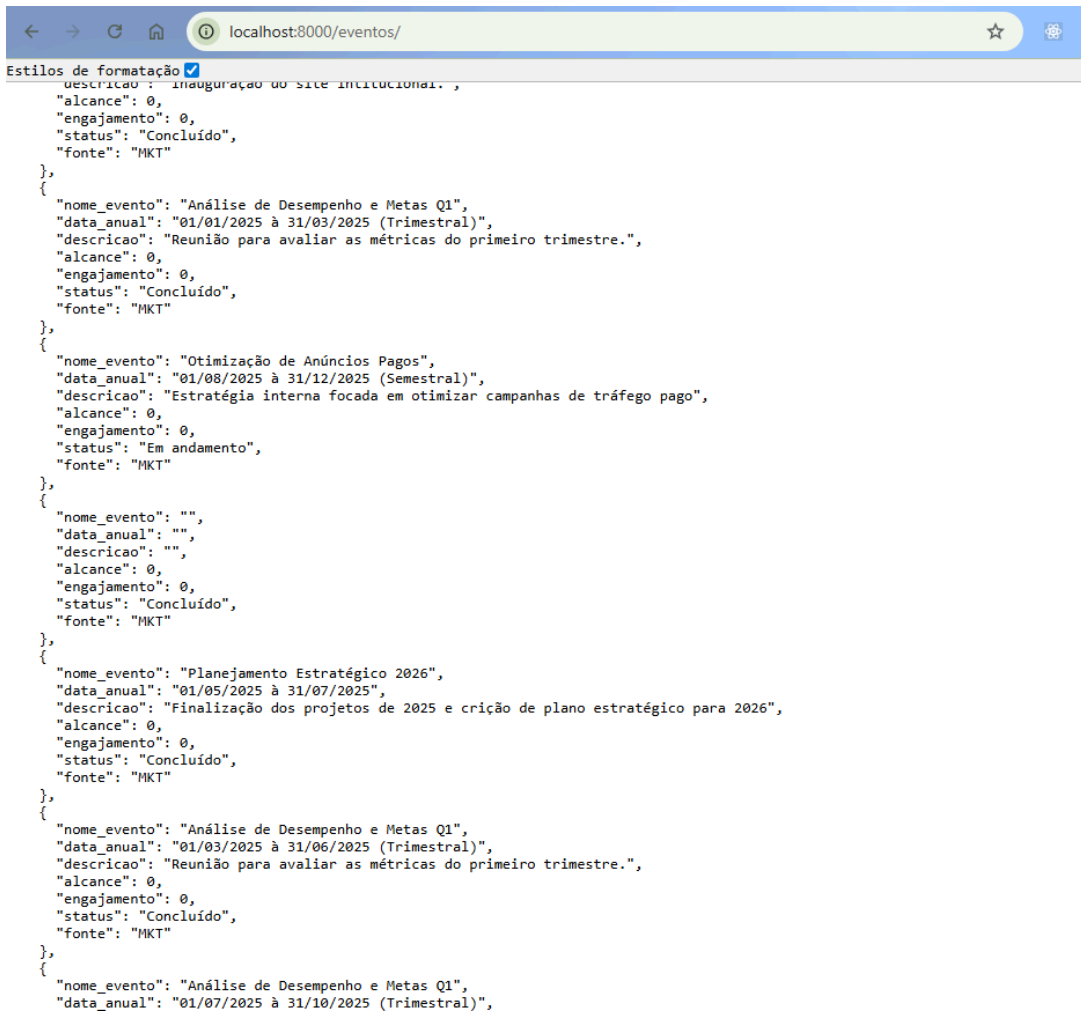 localhost:8000/eventos/
Estilos de formatação
"descricao": "Inauguração do site intitucional.",
"alcance": 0,
"engajamento": 0,
"status": "Concluído",
"fonte": "MKT"
},
{
"nome_evento": "Análise de Desempenho e Metas Q1",
"data_anual": "01/01/2025 à 31/03/2025 (Trimestral)",
"descricao": "Reunião para avaliar as métricas do primeiro trimestre.",
"alcance": 0,
"engajamento": 0,
"status": "Concluído",
"fonte": "MKT"
},
{
"nome_evento": "Otimização de Anúncios Pagos",
"data_anual": "01/08/2025 à 31/12/2025 (Semestral)",
"descricao": "Estratégia interna focada em otimizar campanhas de tráfego pago",
"alcance": 0,
"engajamento": 0,
"status": "Em andamento",
"fonte": "MKT"
},
{
"nome_evento": "",
"data_anual": "",
"descricao": "",
"alcance": 0,
"engajamento": 0,
"status": "Concluído",
"fonte": "MKT"
},
{
"nome_evento": "Planejamento Estratégico 2026",
"data_anual": "01/05/2025 à 31/07/2025",
"descricao": "Finalização dos projetos de 2025 e crição de plano estratégico para 2026",
"alcance": 0,
"engajamento": 0,
"status": "Concluído",
"fonte": "MKT"
},
{
"nome_evento": "Análise de Desempenho e Metas Q1",
"data_anual": "01/03/2025 à 31/06/2025 (Trimestral)",
"descricao": "Reunião para avaliar as métricas do primeiro trimestre.",
"alcance": 0,
"engajamento": 0,
"status": "Concluído",
"fonte": "MKT"
},
{
"nome_evento": "Análise de Desempenho e Metas Q1",
"data_anual": "01/07/2025 à 31/10/2025 (Trimestral)",